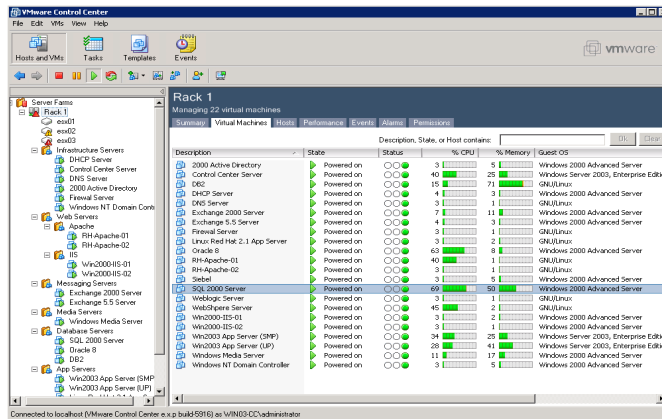 VMware Control Center
File Edit VMs View Help
Hosts and VMs Tasks Templates Events
vmware
Server Farms
Rack 1
esx01
esx02
esx03
Infrastructure Servers
DHCP Server
Control Center Server
DNS Server
2000 Active Directory
Firewal Server
Windows NT Domain Contr
Web Servers
Apache
RH-Apache-01
RH-Apache-02
IIS
Win2000-IIS-01
Win2000-IIS-02
Messaging Servers
Exchange 2000 Server
Exchange 5.5 Server
Media Servers
Windows Media Server
Database Servers
SQL 2000 Server
Oracle 8
DB2
App Servers
Win2003 App Server (SMP
Win2003 App Server (UP)
Rack 1
Managing 22 virtual machines
Summary Virtual Machines Hosts Performance Events Alarms Permissions
Description, State, or Host contains: Ok Clear
Description State Status % CPU % Memory Guest OS
2000 Active Directory Powered on 3 5 Windows 2000 Advanced Server
Control Center Server Powered on 40 25 Windows Server 2003, Enterprise Editi
DB2 Powered on 15 71 GNU/Linux
DHCP Server Powered on 4 3 Windows 2000 Advanced Server
DNS Server Powered on 3 1 GNU/Linux
Exchange 2000 Server Powered on 7 11 Windows 2000 Advanced Server
Exchange 5.5 Server Powered on 4 3 Windows 2000 Advanced Server
Firewal Server Powered on 3 1 GNU/Linux
Linux Red Hat 2.1 App Server Powered on 3 2 GNU/Linux
Oracle 8 Powered on 63 8 Windows 2000 Advanced Server
RH-Apache-01 Powered on 40 1 GNU/Linux
RH-Apache-02 Powered on 3 1 GNU/Linux
Siebel Powered on 3 5 Windows 2000 Advanced Server
SQL 2000 Server Powered on 69 50 Windows 2000 Advanced Server
Weblogic Server Powered on 3 1 GNU/Linux
WebShpere Server Powered on 45 2 GNU/Linux
Win2000-IIS-01 Powered on 3 2 Windows 2000 Advanced Server
Win2000-IIS-02 Powered on 3 1 Windows 2000 Advanced Server
Win2003 App Server (SMP) Powered on 34 25 Windows Server 2003, Enterprise Editi
Win2003 App Server (UP) Powered on 28 41 Windows Server 2003, Enterprise Editi
Windows Media Server Powered on 11 17 Windows 2000 Advanced Server
Windows NT Domain Controller Powered on 3 5 Windows 2000 Advanced Server
Connected to localhost (VMware Control Center e.x.p build-5916) as WIN03-CC\administrator